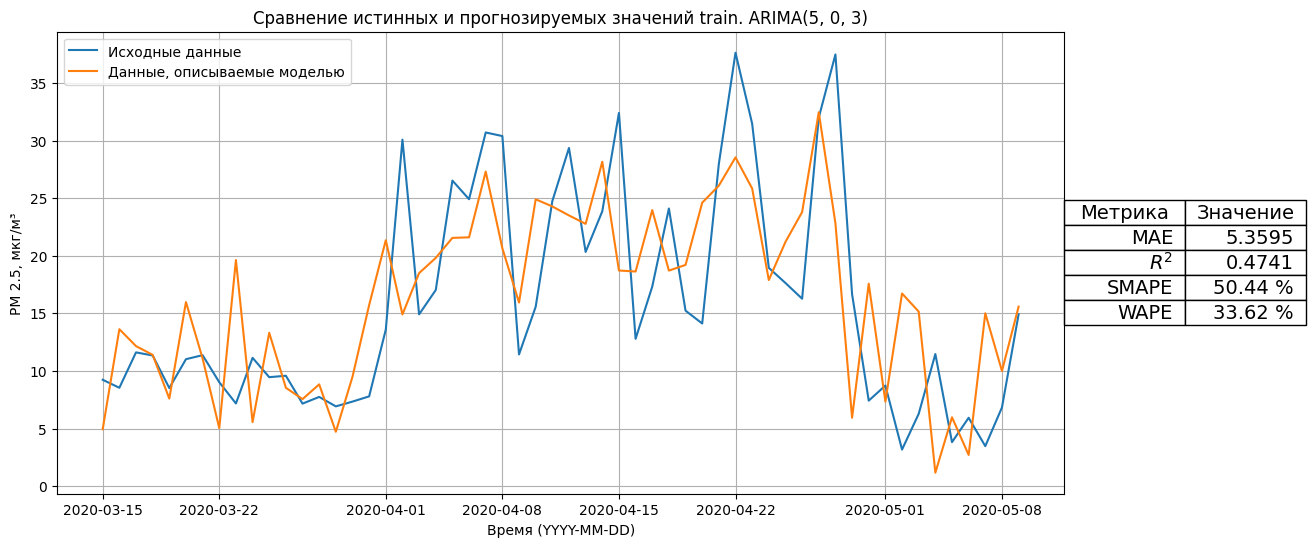 Сравнение истинных и прогнозируемых значений train. ARIMA(5, 0, 3)
Исходные данные
Данные, описываемые моделью
PM 2.5, мкг/м³
35
30
25
20
15
10
5
0
2020-03-15 2020-03-22 2020-04-01 2020-04-08 2020-04-15 2020-04-22 2020-05-01 2020-05-08
Время (YYYY-MM-DD)
Метрика Значение
MAE 5.3595
R² 0.4741
SMAPE 50.44 %
WAPE 33.62 %